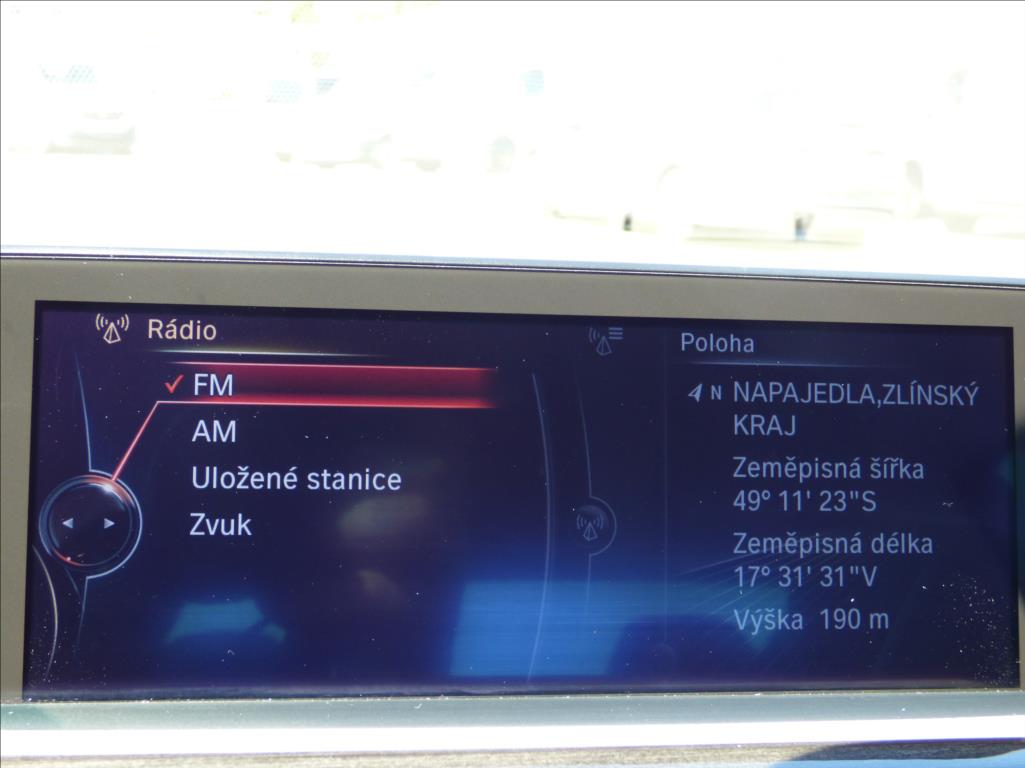 Rádio
FM
AM
Uložené stanice
Zvuk
Poloha
N NAPAJEDLA,ZLÍNSKÝ
KRAJ
Zeměpisná šířka
49° 11' 23"S
Zeměpisná délka
17° 31' 31"V
Výška 190 m